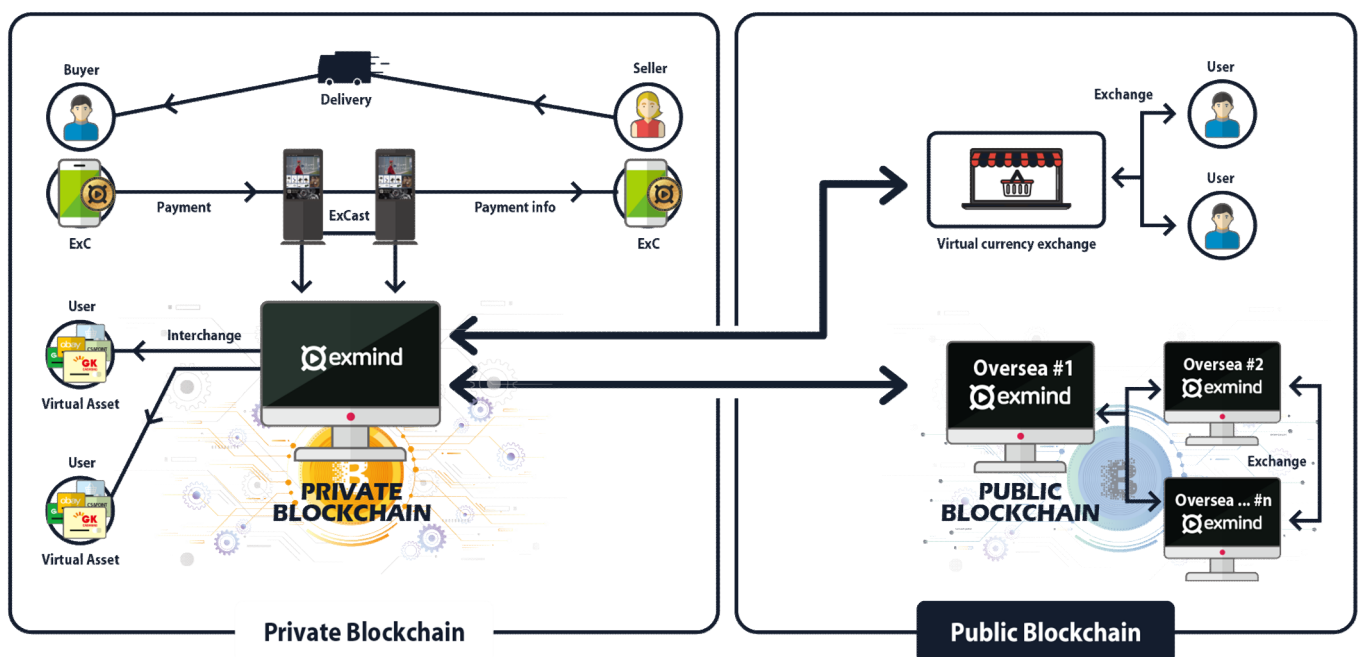 Buyer
Delivery
Seller
ExC
Payment
ExCast
Payment info
ExC
User
Interchange
exmind
Virtual Asset
User
GK
Virtual Asset
GK
PRIVATE
BLOCKCHAIN
Private Blockchain
User
Exchange
User
Virtual currency exchange
Oversea #1
exmind
Oversea #2
exmind
Exchange
Oversea ... #n
exmind
PUBLIC
BLOCKCHAIN
Public Blockchain